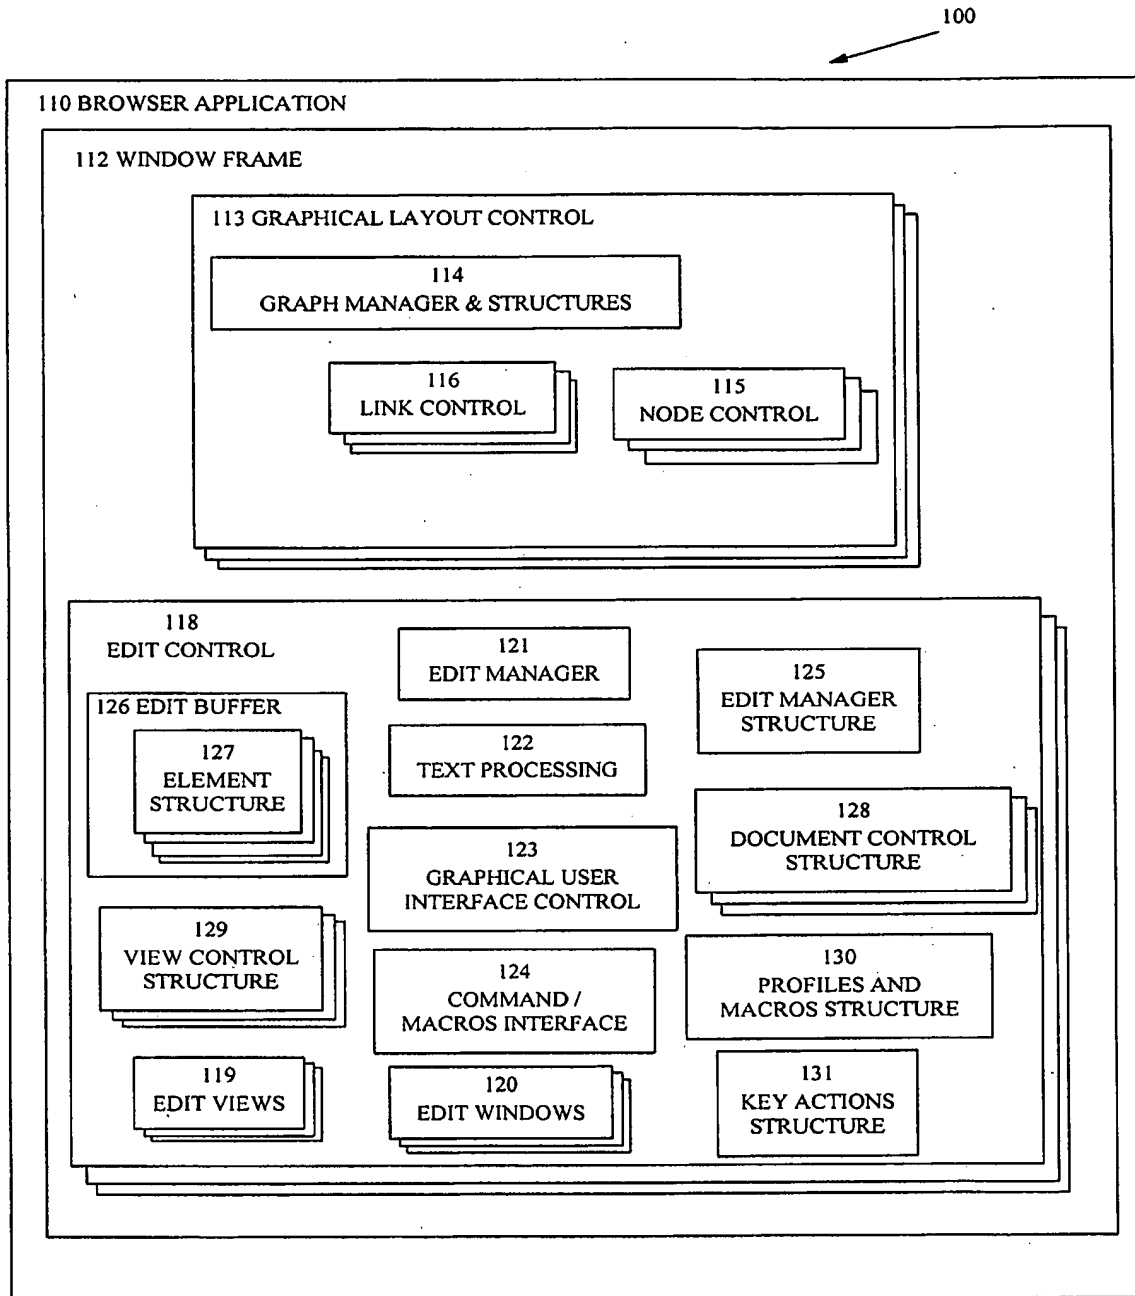 100
110 BROWSER APPLICATION
112 WINDOW FRAME
113 GRAPHICAL LAYOUT CONTROL
114
GRAPH MANAGER & STRUCTURES
116
LINK CONTROL
115
NODE CONTROL
118
EDIT CONTROL
121
EDIT MANAGER
125
EDIT MANAGER
STRUCTURE
126 EDIT BUFFER
127
ELEMENT
STRUCTURE
122
TEXT PROCESSING
128
DOCUMENT CONTROL
STRUCTURE
123
GRAPHICAL USER
INTERFACE CONTROL
129
VIEW CONTROL
STRUCTURE
124
COMMAND /
MACROS INTERFACE
130
PROFILES AND
MACROS STRUCTURE
119
EDIT VIEWS
120
EDIT WINDOWS
131
KEY ACTIONS
STRUCTURE